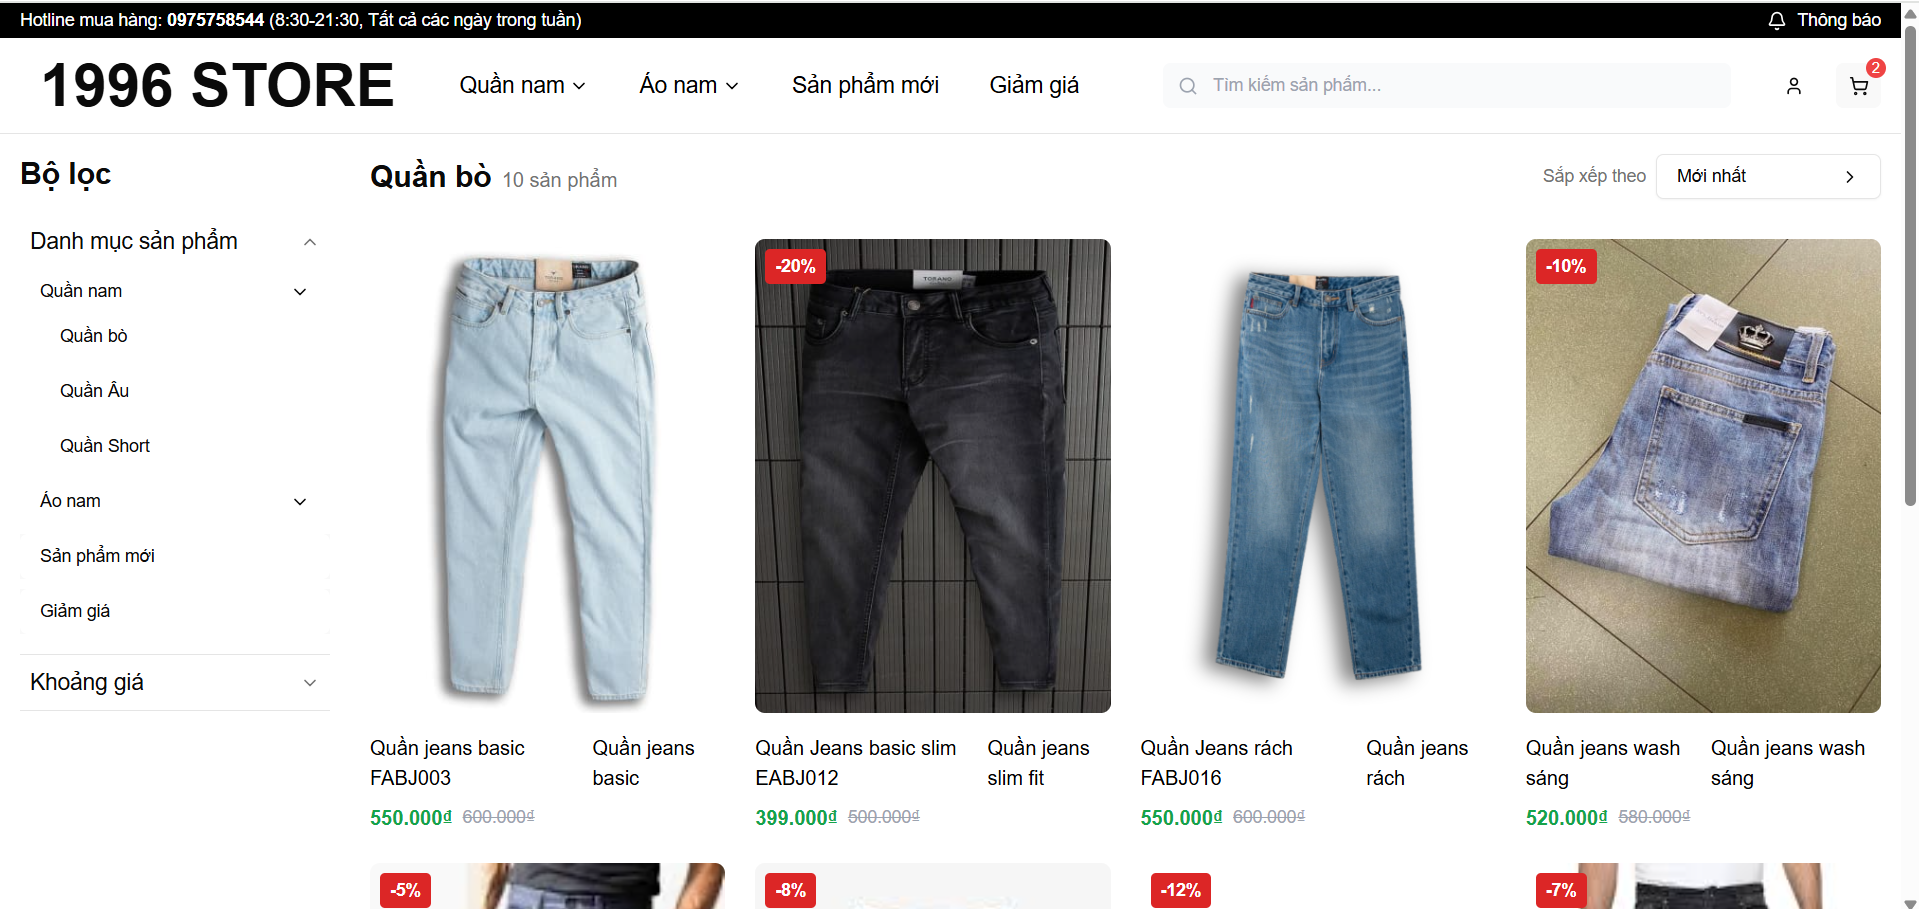 Hotline mua hàng: 0975758544 (8:30-21:30, Tất cả các ngày trong tuần)
Thông báo
1996 STORE
Quần nam
Áo nam
Sản phẩm mới
Giảm giá
Tìm kiếm sản phẩm...
2
Bộ lọc
Danh mục sản phẩm
Quần nam
Quần bò
Quần Âu
Quần Short
Áo nam
Sản phẩm mới
Giảm giá
Khoảng giá
Quần bò 10 sản phẩm
Sắp xếp theo
Mới nhất
-20%
TORANO
-10%
Quần jeans basic
FABJ003
Quần jeans
basic
550.000₫ 600.000₫
Quần Jeans basic slim
EABJ012
Quần jeans
slim fit
399.000₫ 500.000₫
Quần Jeans rách
FABJ016
Quần jeans
rách
550.000₫ 600.000₫
Quần jeans wash
sáng
Quần jeans wash
sáng
520.000₫ 580.000₫
-5%
-8%
-12%
-7%